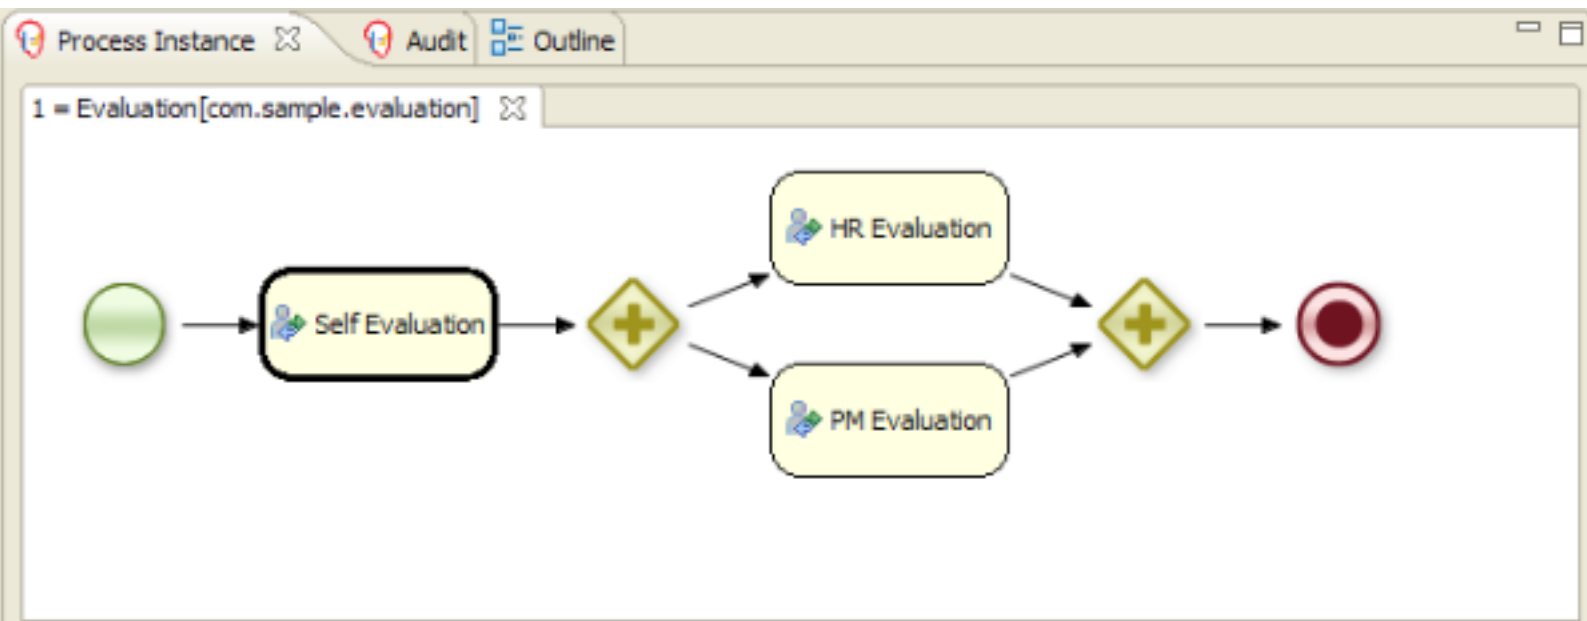 Process Instance
Audit
Outline
1 = Evaluation[com.sample.evaluation]
HR Evaluation
Self Evaluation
PM Evaluation